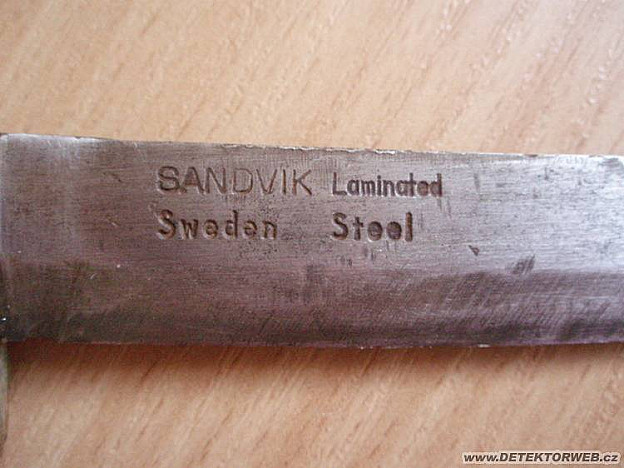 SANDVIK Laminated
Sweden Steel
www.DETEKTORWEB.cz